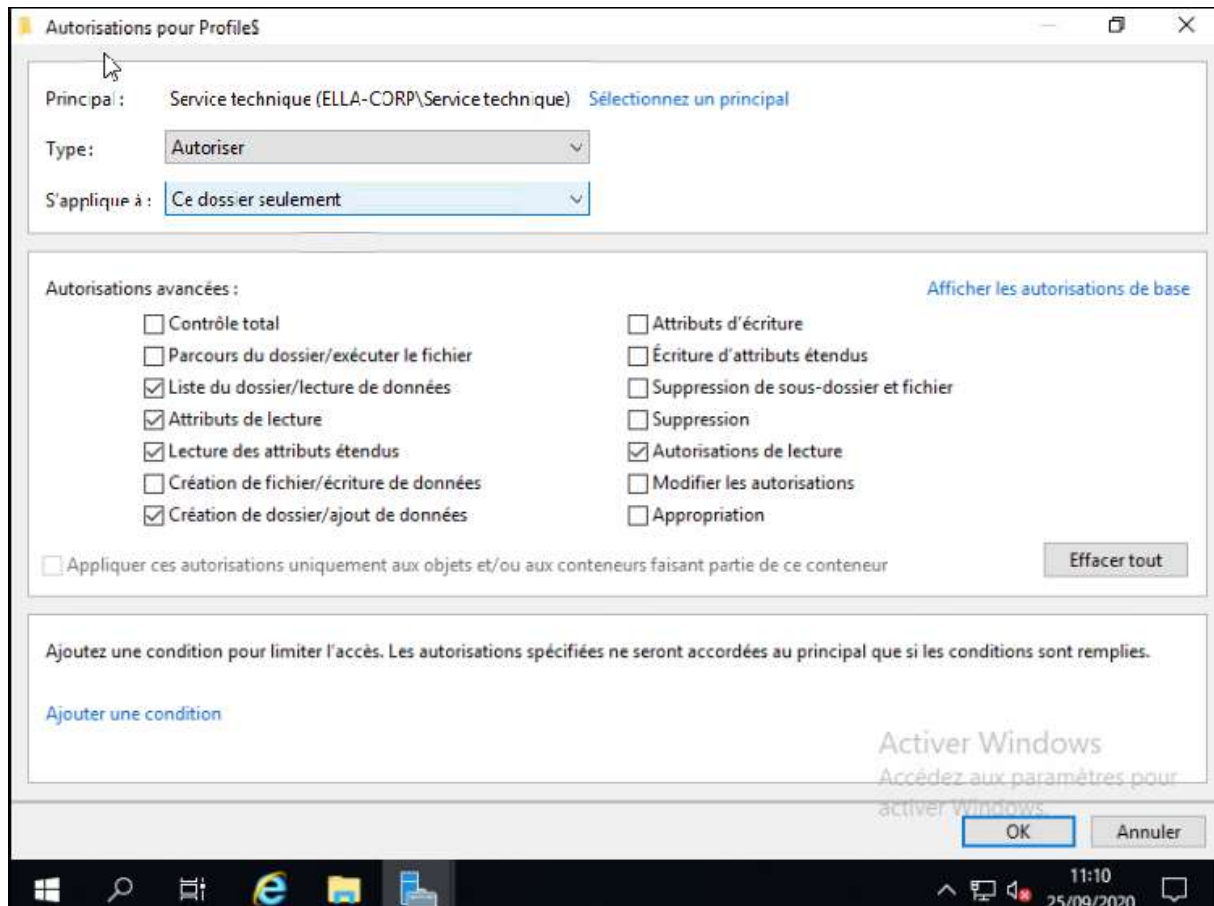 Autorisations pour Profile$
Principal : Service technique (ELLA-CORP\Service technique) Sélectionnez un principal
Type : Autoriser
S'applique à : Ce dossier seulement
Autorisations avancées : Afficher les autorisations de base
Contrôle total
Parcours du dossier/exécuter le fichier
Liste du dossier/lecture de données
Attributs de lecture
Lecture des attributs étendus
Création de fichier/écriture de données
Création de dossier/ajout de données
Attributs d'écriture
Écriture d'attributs étendus
Suppression de sous-dossier et fichier
Suppression
Autorisations de lecture
Modifier les autorisations
Appropriation
Appliquer ces autorisations uniquement aux objets et/ou aux conteneurs faisant partie de ce conteneur
Effacer tout
Ajoutez une condition pour limiter l'accès. Les autorisations spécifiées ne seront accordées au principal que si les conditions sont remplies.
Ajouter une condition
Activer Windows
Accédez aux paramètres pour
activer Windows.
OK Annuler
11:10
25/09/2020